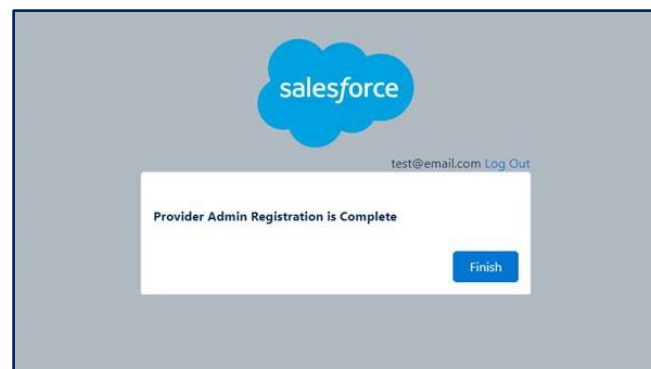 salesforce
test@email.com Log Out
Provider Admin Registration is Complete
Finish